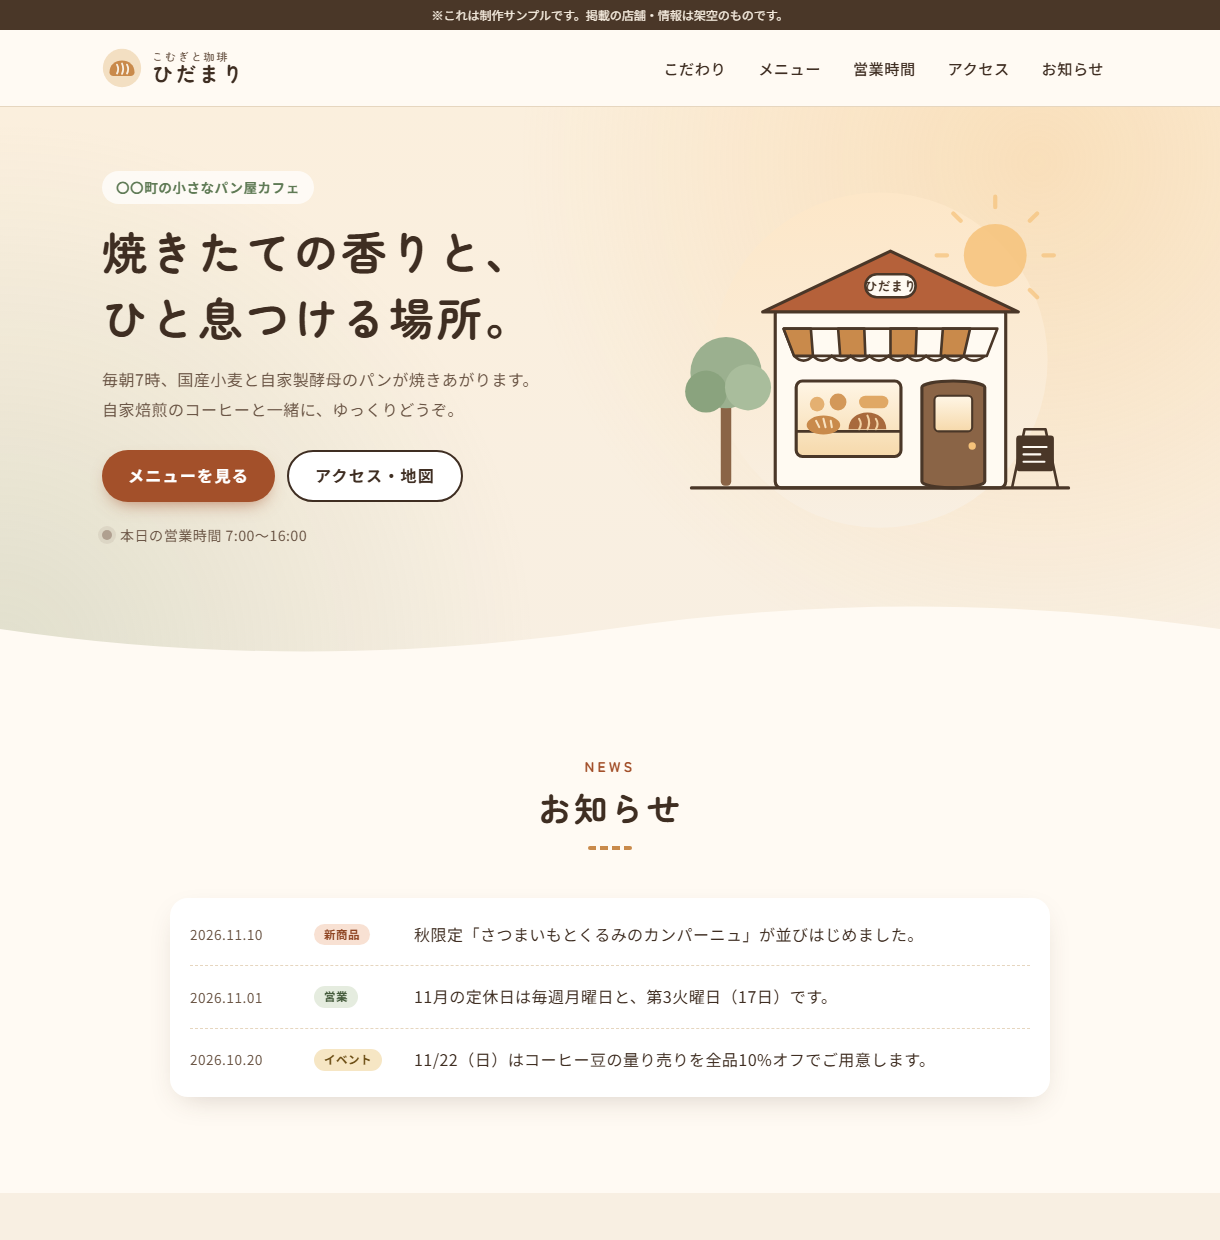 ※これは制作サンプルです。掲載の店舗・情報は架空のものです。
こむぎと珈琲
ひだまり
こだわり
メニュー
営業時間
アクセス
お知らせ
〇〇町の小さなパン屋カフェ
焼きたての香りと、
ひと息つける場所。
ひだまり
毎朝7時、国産小麦と自家製酵母のパンが焼きあがります。
自家焙煎のコーヒーと一緒に、ゆっくりどうぞ。
メニューを見る
アクセス・地図
本日の営業時間 7:00〜16:00
NEWS
お知らせ
2026.11.10 新商品 秋限定「さつまいもとくるみのカンパーニュ」が並びはじめました。
2026.11.01 営業 11月の定休日は毎週月曜日と、第3火曜日（17日）です。
2026.10.20 イベント 11/22（日）はコーヒー豆の量り売りを全品10%オフでご用意します。